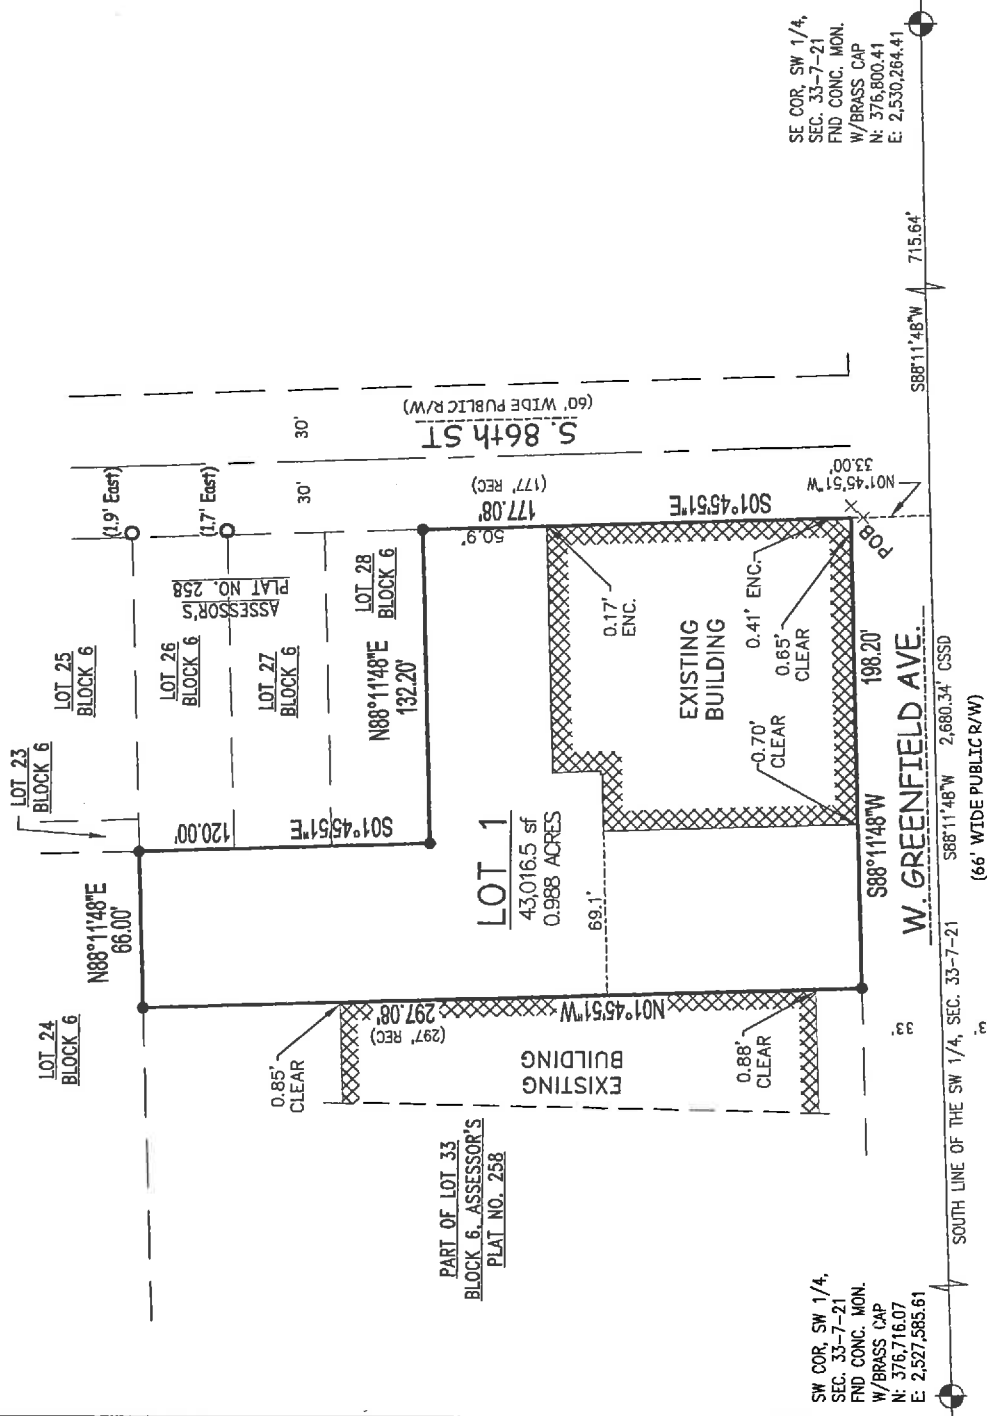 LOT 24
BLOCK 6
N88°11'48"E
66.00'
LOT 23
BLOCK 6
LOT 25
BLOCK 6
LOT 26
BLOCK 6
LOT 27
BLOCK 6
ASSESSOR'S
PLAT NO. 258
(1.9' East)
(1.7' East)
LOT 28
BLOCK 6
120.00'
S01°45'51"E
N88°11'48"E
132.20'
30'
30'
S. 86th ST
(60' WIDE PUBLIC R/W)
177.08'
(177' REC)
50.9'
S01°45'51"E
0.85'
CLEAR
297.08'
(297' REC)
N01°45'51"W
EXISTING
BUILDING
0.88'
CLEAR
PART OF LOT 33
BLOCK 6, ASSESSOR'S
PLAT NO. 258
LOT 1
43,016.5 sf
0.988 ACRES
69.1'
0.17'
ENC.
EXISTING
BUILDING
0.41' ENC.
0.65'
CLEAR
0.70'
CLEAR
POB
N01°45'51"W
33.00'
S88°11'48"W
198.20'
W. GREENFIELD AVE.
33'
S88°11'48"W 2,680.34' CSSD
(66' WIDE PUBLIC R/W)
S88°11'48"W 715.64'
SOUTH LINE OF THE SW 1/4, SEC. 33-7-21
SW COR, SW 1/4,
SEC. 33-7-21
FND CONC. MON.
W/BRASS CAP
N: 376,716.07
E: 2,527,585.61
SE COR, SW 1/4,
SEC. 33-7-21
FND CONC. MON.
W/BRASS CAP
N: 376,800.41
E: 2,530,264.41